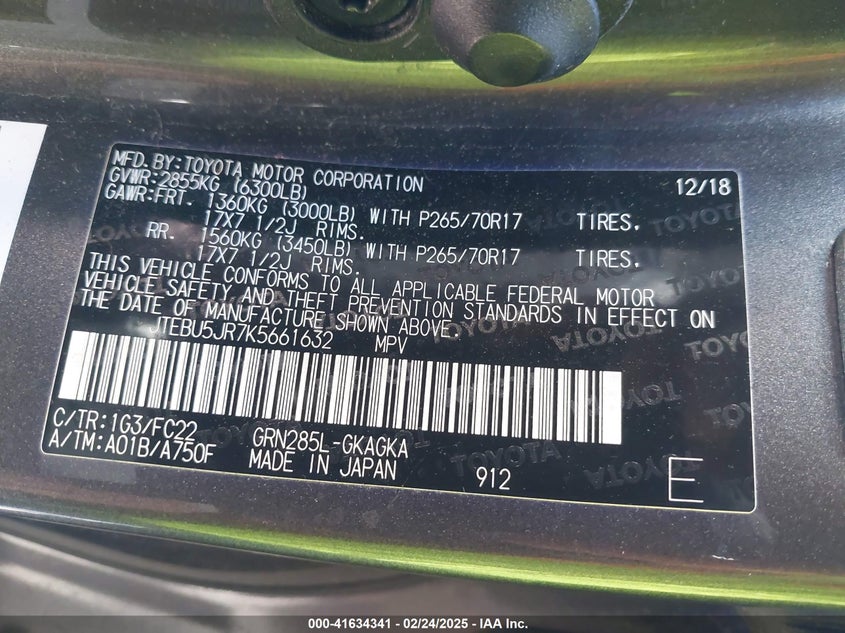 MFD.BY:TOYOTA MOTOR CORPORATION 12/18
GVWR:2855KG (6300LB)
GAWR:FRT. 1360KG (3000LB) WITH P265/70R17 TIRES.
17X7 1/2J RIMS.
RR. 1560KG (3450LB) WITH P265/70R17 TIRES.
17X7 1/2J RIMS.
THIS VEHICLE CONFORMS TO ALL APPLICABLE FEDERAL MOTOR
VEHICLE SAFETY AND THEFT PREVENTION STANDARDS IN EFFECT ON
THE DATE OF MANUFACTURE SHOWN ABOVE.
JTEBU5JR7K5661632 MPV
C/TR:1G3/FC22 GRN285L-GKAGKA
A/TM:A01B/A750F MADE IN JAPAN 912 E
TOYOTA
000-41634341 - 02/24/2025 - IAA Inc.